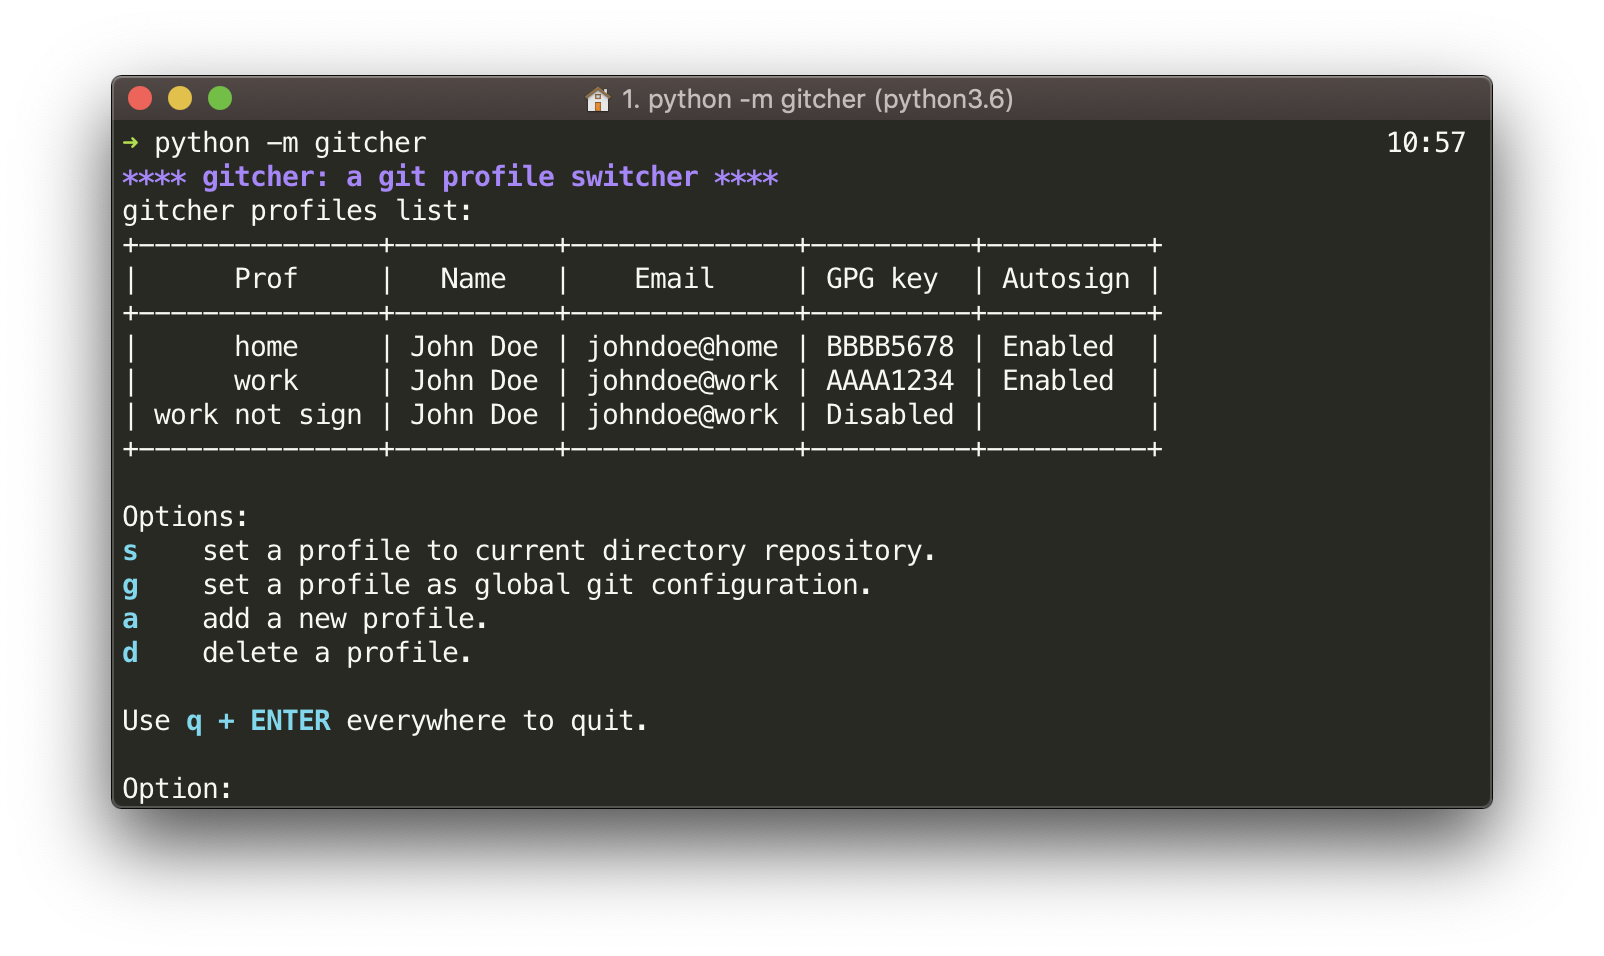 1. python -m gitcher (python3.6)
➜ python -m gitcher 10:57
**** gitcher: a git profile switcher ****
gitcher profiles list:
+---------------+----------+--------------+----------+----------+
|      Prof     |   Name   |    Email     | GPG key  | Autosign |
+---------------+----------+--------------+----------+----------+
|      home     | John Doe | johndoe@home | BBBB5678 | Enabled  |
|      work     | John Doe | johndoe@work | AAAA1234 | Enabled  |
| work not sign | John Doe | johndoe@work | Disabled |          |
+---------------+----------+--------------+----------+----------+
Options:
s    set a profile to current directory repository.
g    set a profile as global git configuration.
a    add a new profile.
d    delete a profile.
Use q + ENTER everywhere to quit.
Option: